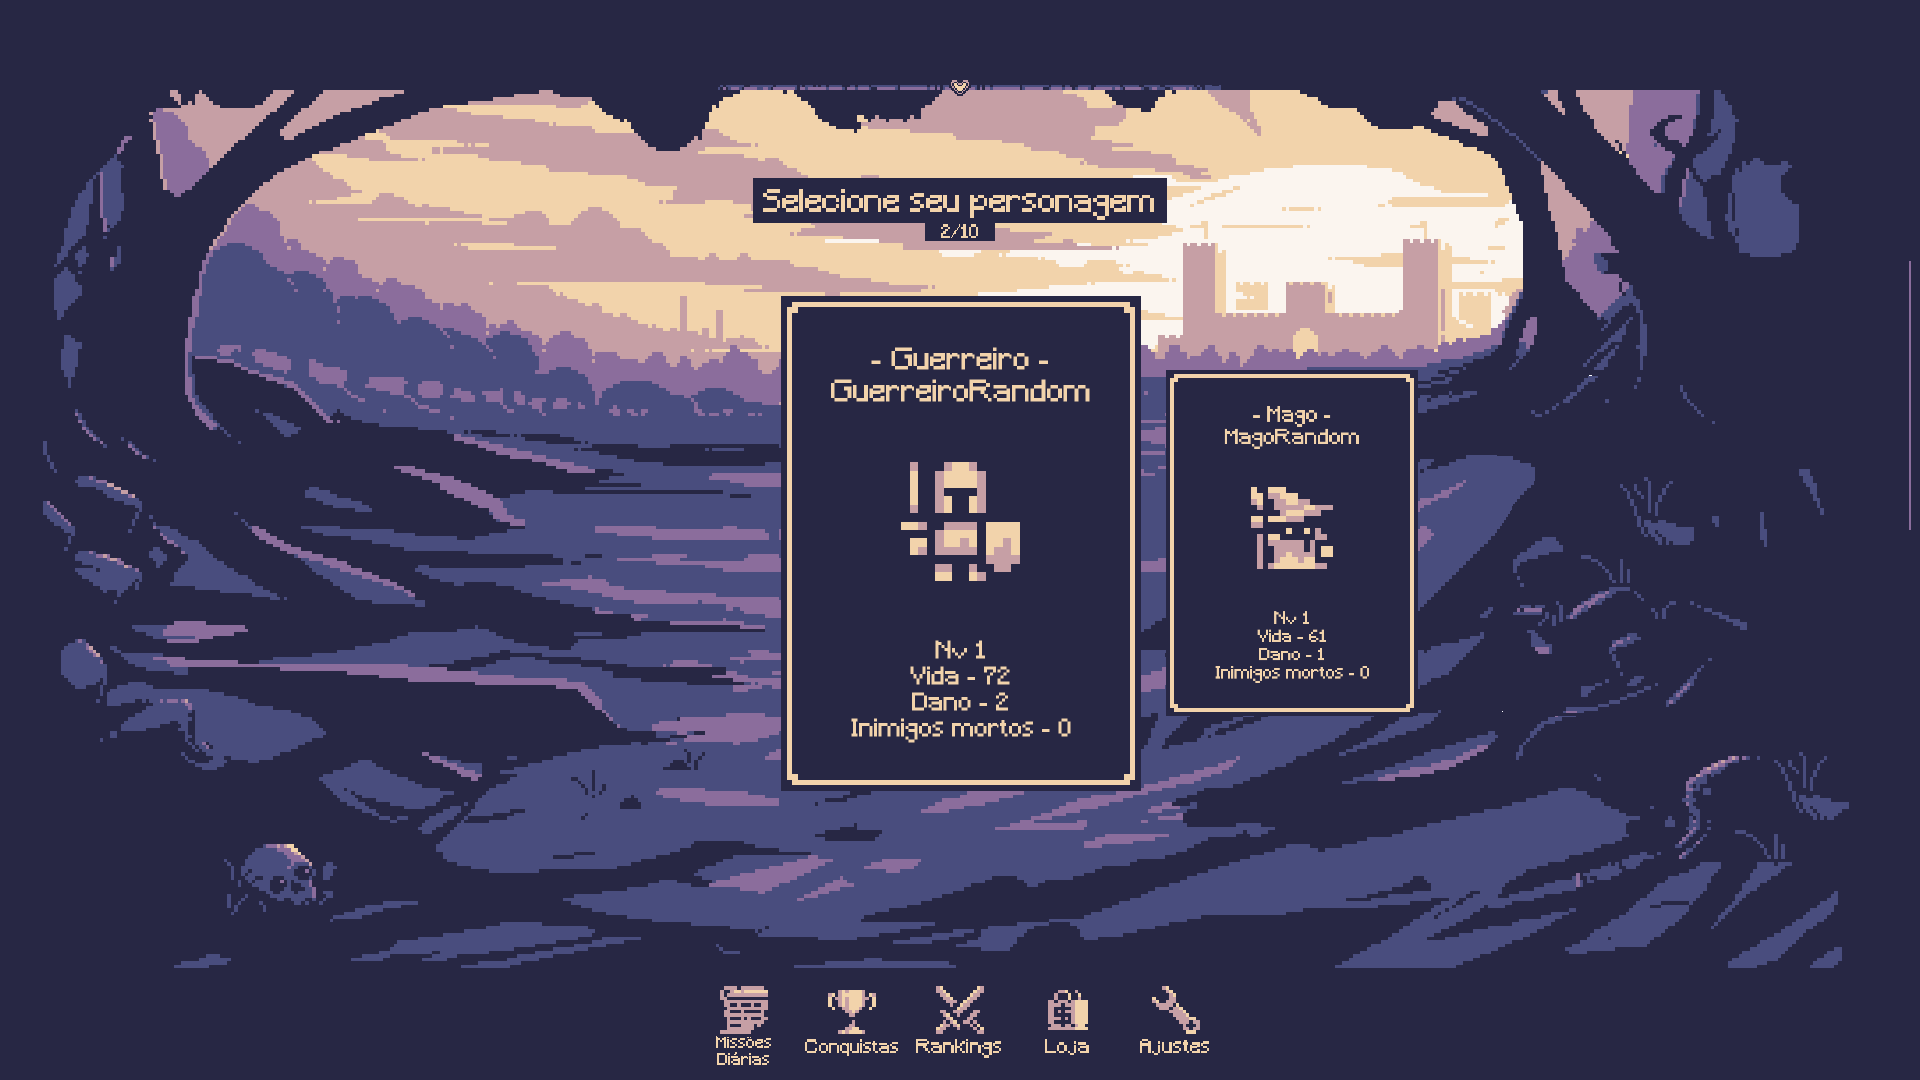 Selecione seu personagem
2/10
- Guerreiro -
GuerreiroRandom
Nv 1
Vida - 72
Dano - 2
Inimigos mortos - 0
- Mago -
MagoRandom
Nv 1
Vida - 61
Dano - 1
Inimigos mortos - 0
Missões
Diárias
Conquistas
Rankings
Loja
Ajustes